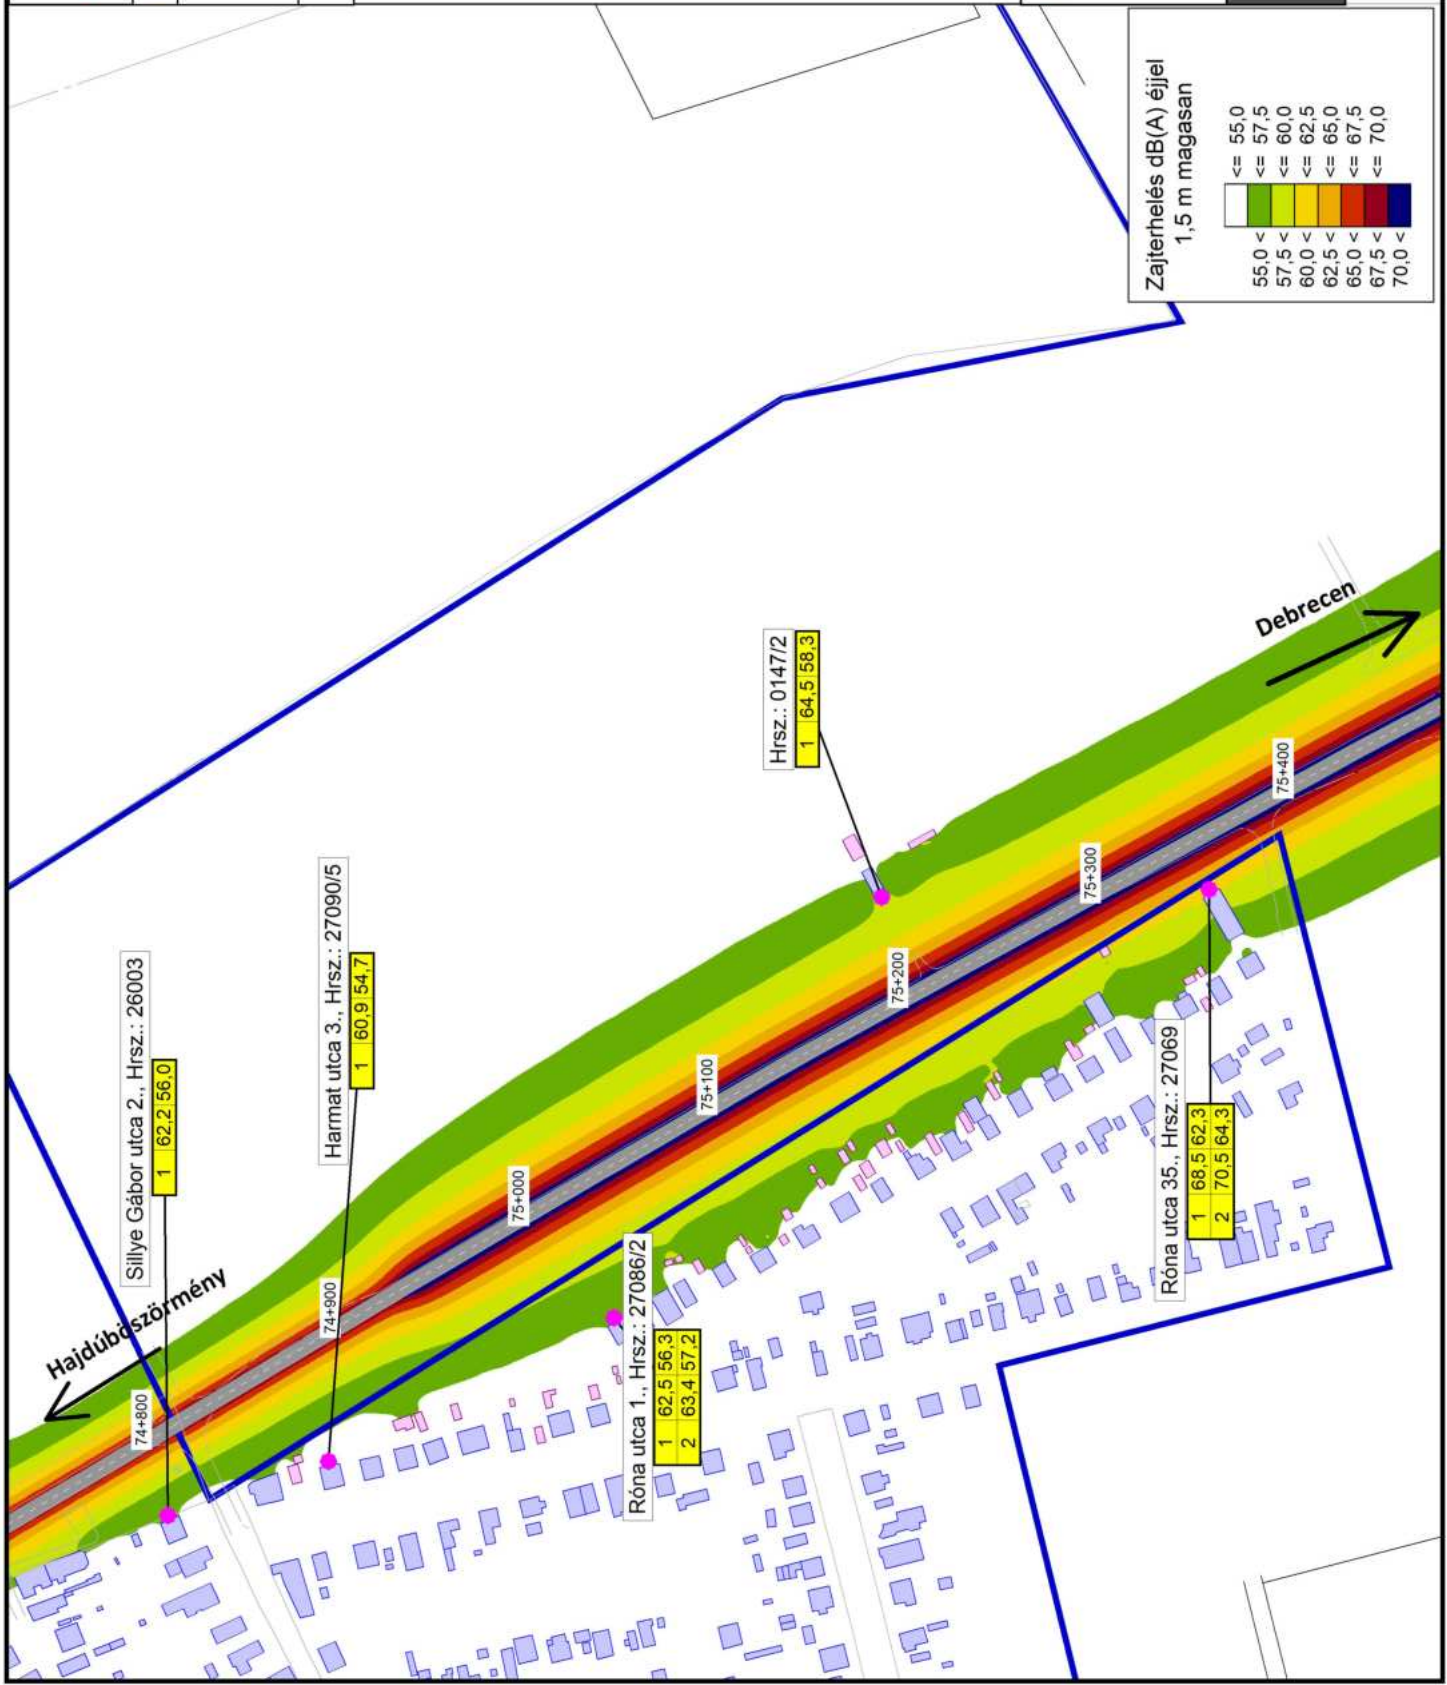 Hajdúböszörmény
Sillye Gábor utca 2., Hrsz.: 26003
1 62,2 56,0
Harmat utca 3., Hrsz.: 27090/5
1 60,9 54,7
Róna utca 1., Hrsz.: 27086/2
1 62,5 56,3
2 63,4 57,2
Hrsz.: 0147/2
1 64,5 58,3
Róna utca 35., Hrsz.: 27069
1 68,5 62,3
2 70,5 64,3
74+800
74+900
75+000
75+100
75+200
75+300
75+400
Debrecen
Zajterhelés dB(A) éjjel
1,5 m magasan
<= 55,0
55,0 < <= 57,5
57,5 < <= 60,0
60,0 < <= 62,5
62,5 < <= 65,0
65,0 < <= 67,5
67,5 < <= 70,0
70,0 <